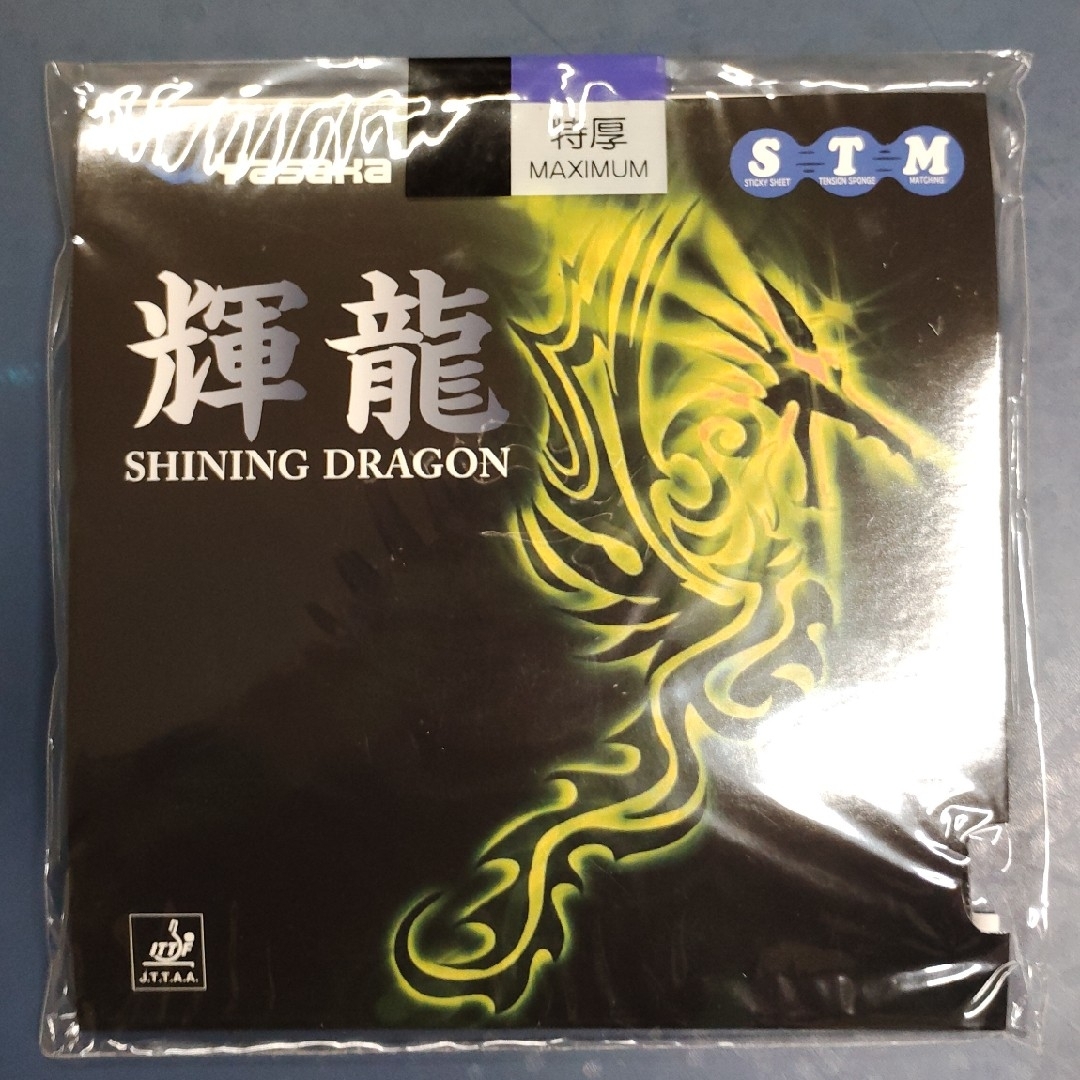 Yasaka
特厚
MAXIMUM
S = T = M
STICKY SHEET TENSION SPONGE MATCHING
輝龍
SHINING DRAGON
ITTF
J.T.T.A.A.